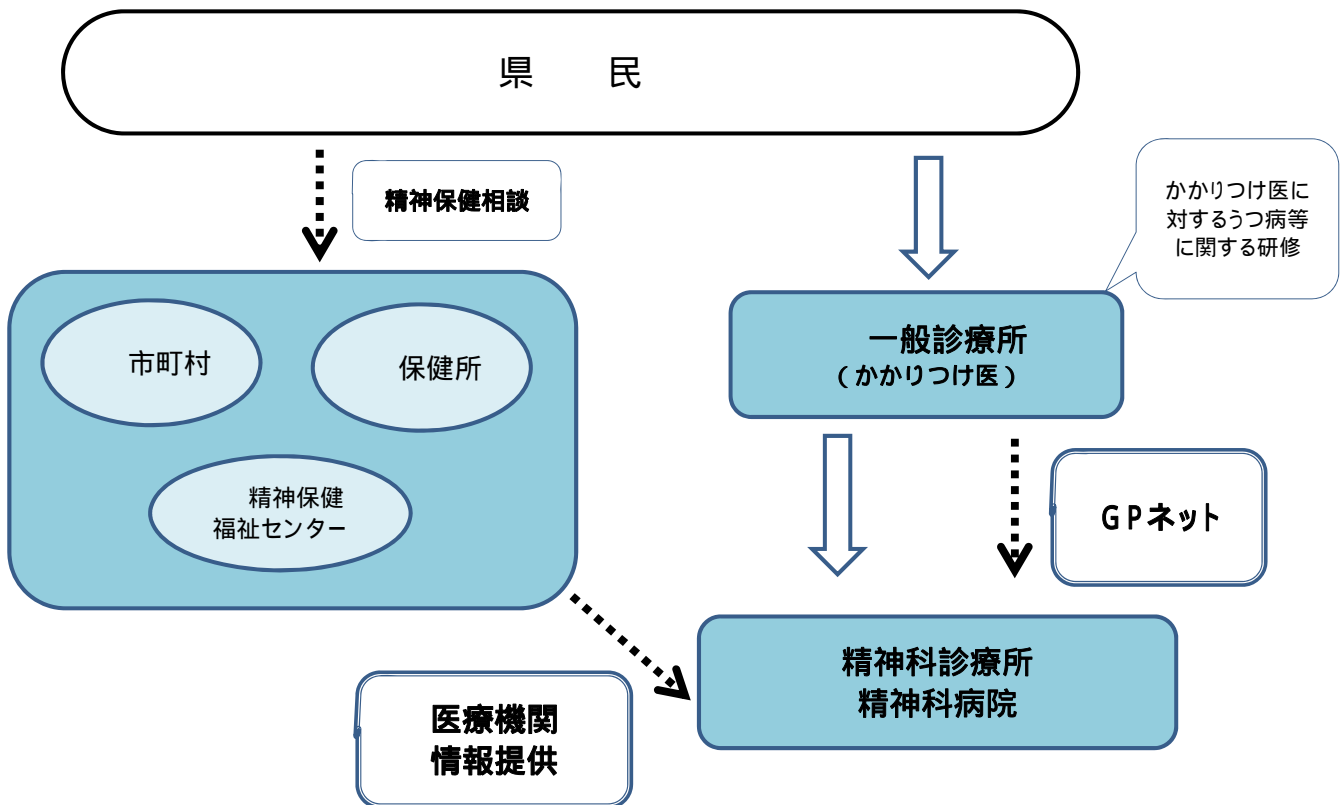 県　　民
精神保健相談
かかりつけ医に
対するうつ病等
に関する研修
市町村
保健所
精神保健
福祉センター
一般診療所
（かかりつけ医）
ＧＰネット
医療機関
情報提供
精神科診療所
精神科病院